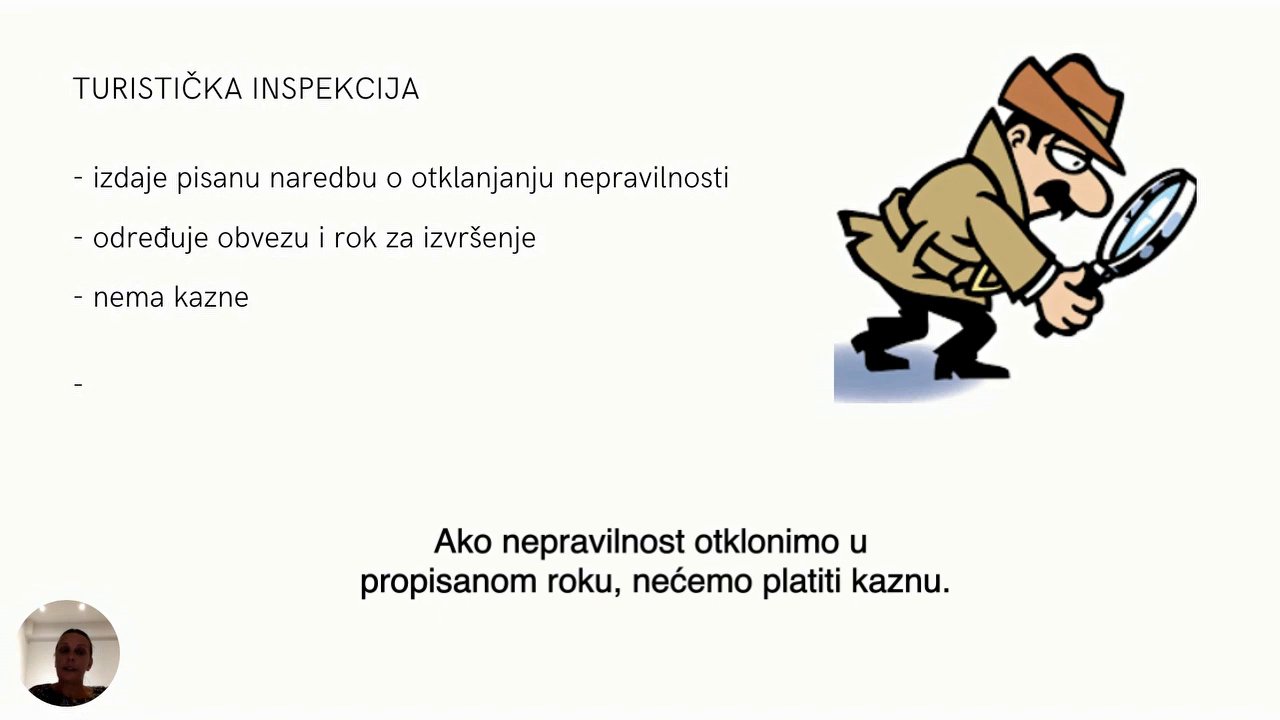 TURISTIČKA INSPEKCIJA
- izdaje pisanu naredbu o otklanjanju nepravilnosti
- određuje obvezu i rok za izvršenje
- nema kazne
-
Ako nepravilnost otklonimo u
propisanom roku, nećemo platiti kaznu.